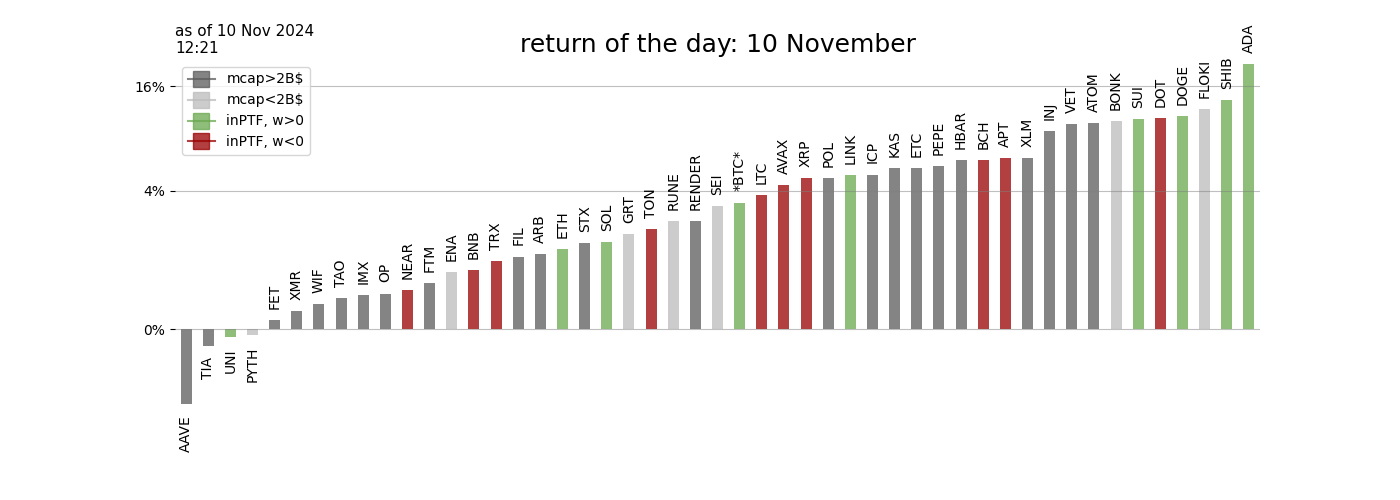 as of 10 Nov 2024
12:21
return of the day: 10 November
mcap>2B$
mcap<2B$
inPTF, w>0
inPTF, w<0
16%
4%
0%
AAVE
TIA
UNI
PYTH
FET
XMR
WIF
TAO
IMX
OP
NEAR
FTM
ENA
BNB
TRX
FIL
ARB
ETH
STX
SOL
GRT
TON
RUNE
RENDER
SEI
*BTC*
LTC
AVAX
XRP
POL
LINK
ICP
KAS
ETC
PEPE
HBAR
BCH
APT
XLM
INJ
VET
ATOM
BONK
SUI
DOT
DOGE
FLOKI
SHIB
ADA